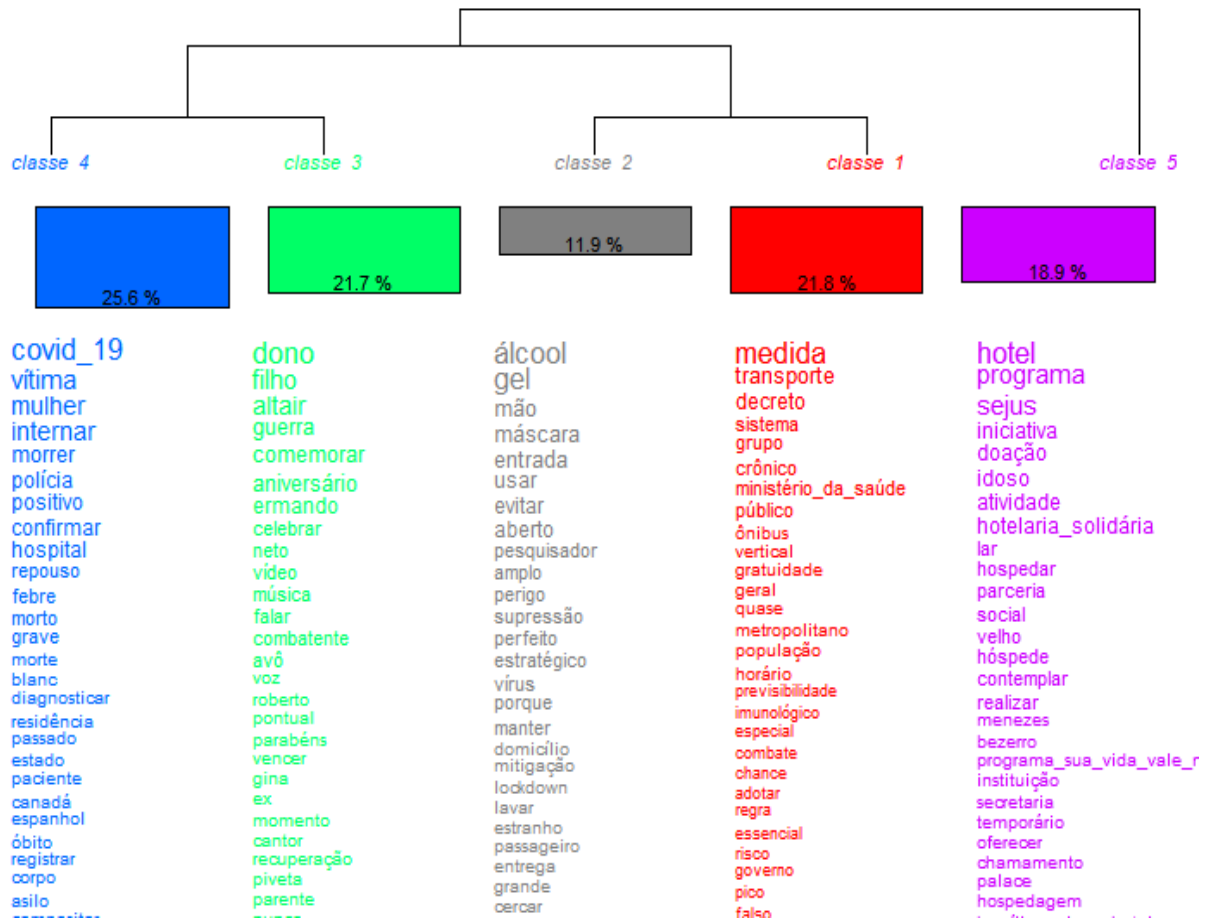 classe 4
classe 3
classe 2
classe 1
classe 5
25.6 %
21.7 %
11.9 %
21.8 %
18.9 %
covid_19
vítima
mulher
internar
morrer
polícia
positivo
confirmar
hospital
repouso
febre
morto
grave
morte
blanc
diagnosticar
residência
passado
estado
paciente
canadá
espanhol
óbito
registrar
corpo
asilo
dono
filho
altair
guerra
comemorar
aniversário
ermando
celebrar
neto
vídeo
música
falar
combatente
avô
voz
roberto
pontual
parabéns
vencer
gina
ex
momento
cantor
recuperação
piveta
parente
álcool
gel
mão
máscara
entrada
usar
evitar
aberto
pesquisador
amplo
perigo
supressão
perfeito
estratégico
vírus
porque
manter
domicílio
mitigação
lockdown
lavar
estranho
passageiro
entrega
grande
cercar
medida
transporte
decreto
sistema
grupo
crônico
ministério_da_saúde
público
ônibus
vertical
gratuidade
geral
quase
metropolitano
população
horário
previsibilidade
imunológico
especial
combate
chance
adotar
regra
essencial
risco
governo
pico
falso
hotel
programa
sejus
iniciativa
doação
idoso
atividade
hotelaria_solidária
lar
hospedar
parceria
social
velho
hóspede
contemplar
realizar
menezes
bezerro
programa_sua_vida_vale_
instituição
secretaria
temporário
oferecer
chamamento
palace
hospedagem